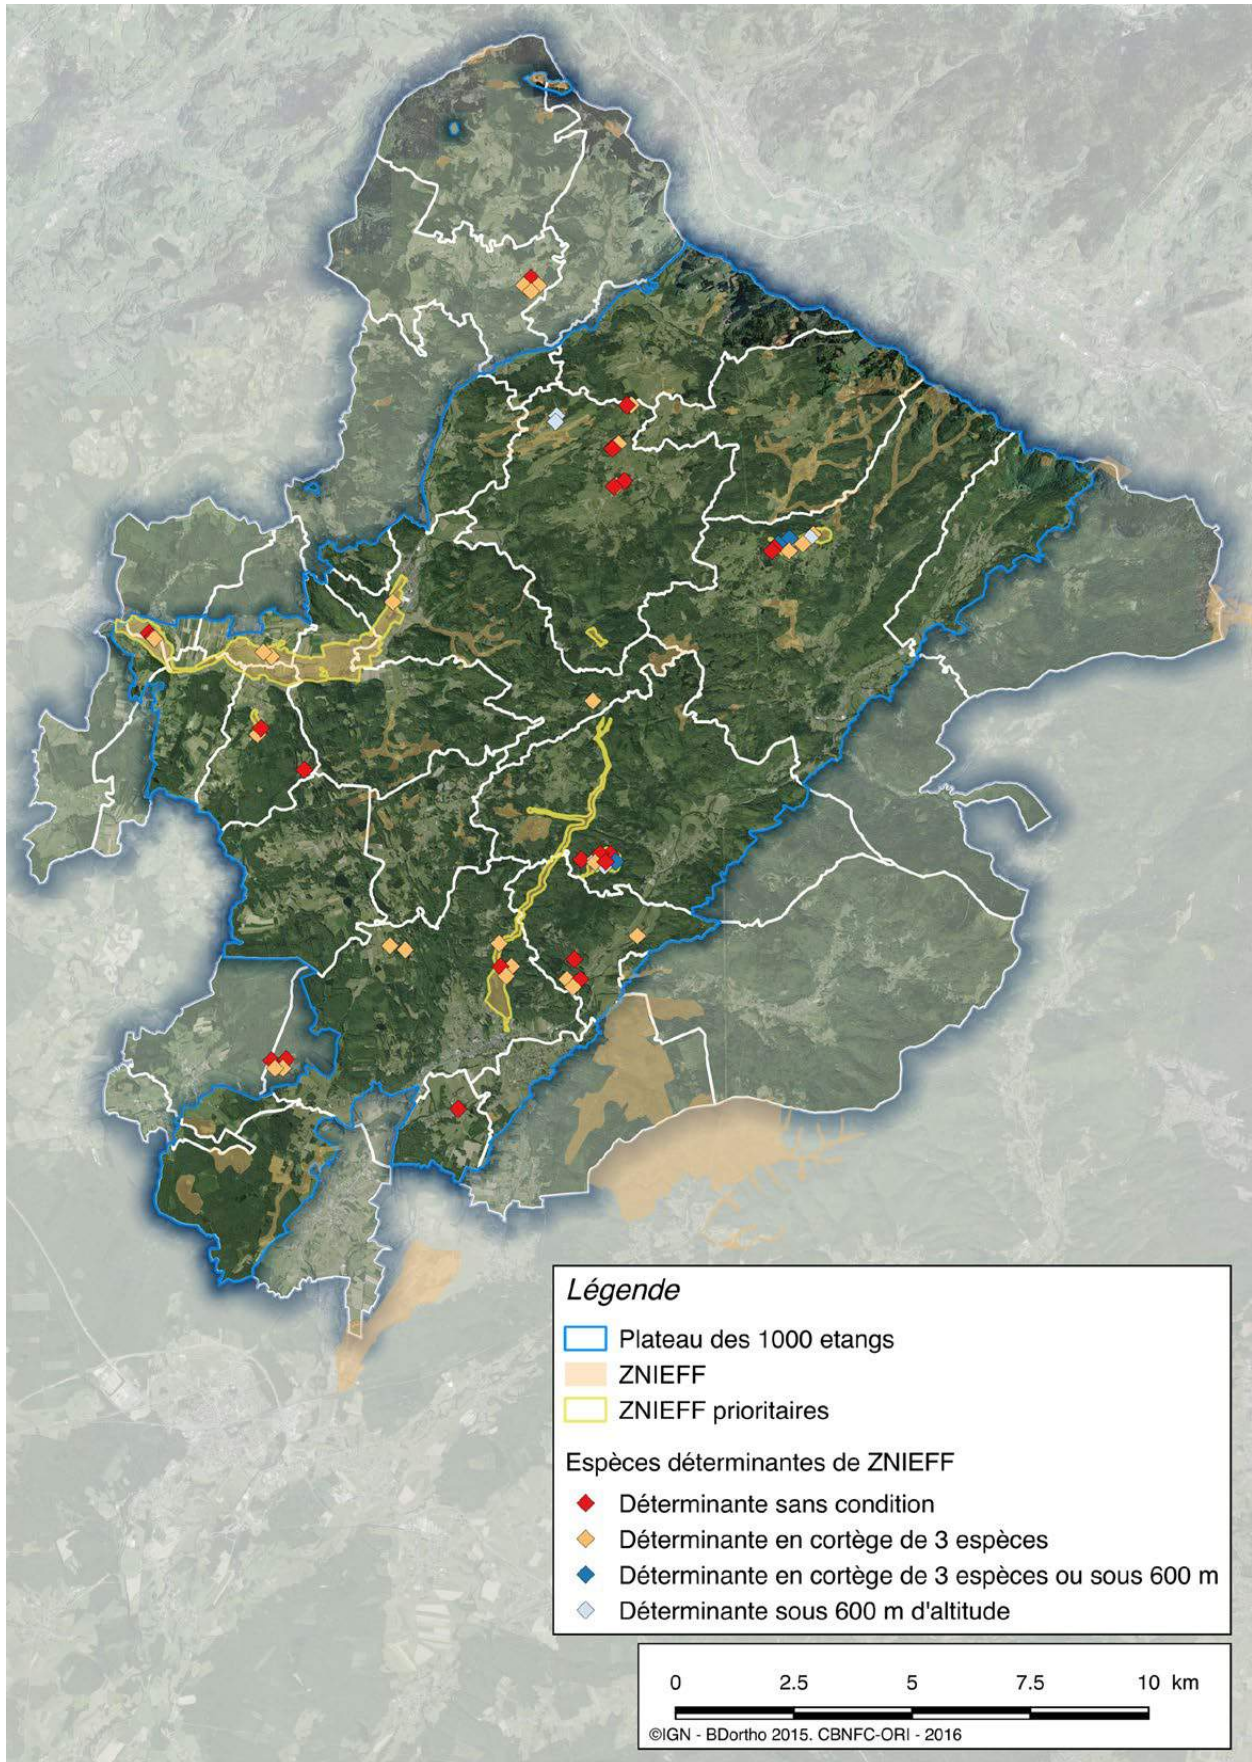 Légende
Plateau des 1000 etangs
ZNIEFF
ZNIEFF prioritaires
Espèces déterminantes de ZNIEFF
Déterminante sans condition
Déterminante en cortège de 3 espèces
Déterminante en cortège de 3 espèces ou sous 600 m
Déterminante sous 600 m d'altitude
0 2.5 5 7.5 10 km
©IGN - BDortho 2015. CBNFC-ORI - 2016